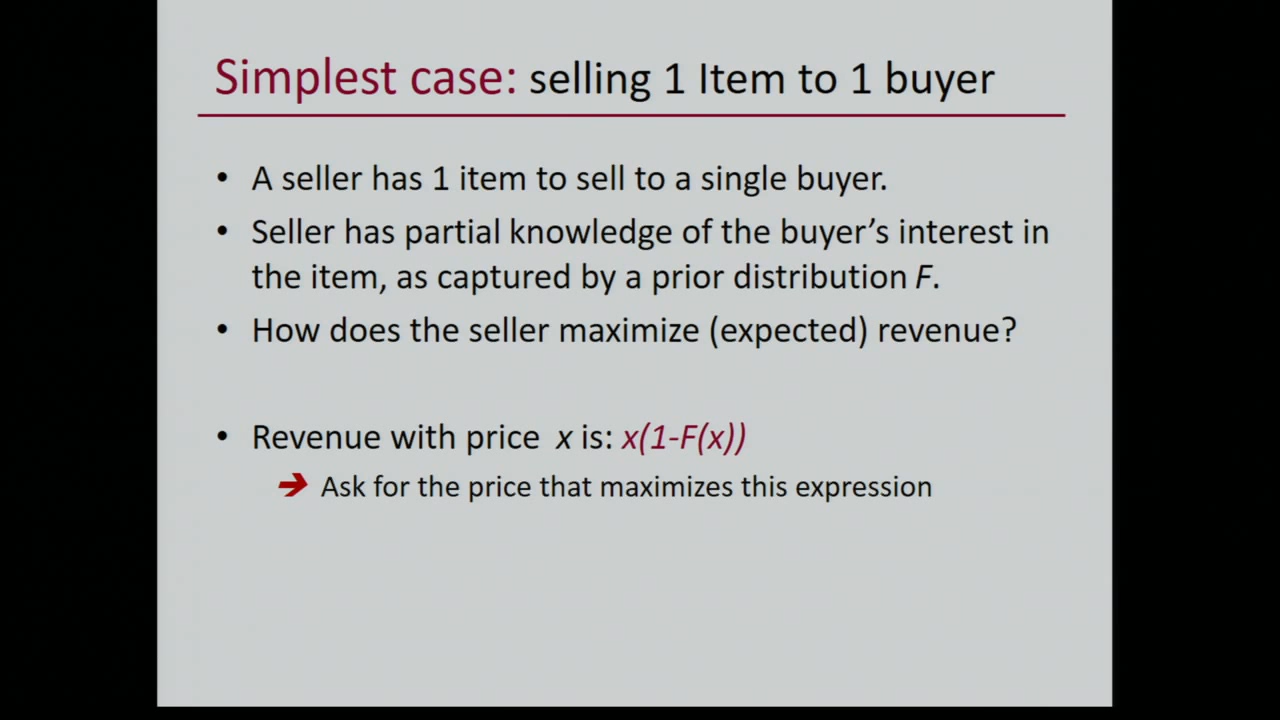 Simplest case: selling 1 Item to 1 buyer
• A seller has 1 item to sell to a single buyer.
• Seller has partial knowledge of the buyer’s interest in
the item, as captured by a prior distribution F.
• How does the seller maximize (expected) revenue?
• Revenue with price x is: x(1-F(x))
➔ Ask for the price that maximizes this expression